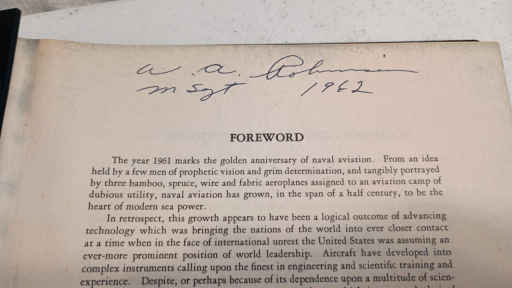 W. A. Robinson
M Sgt 1962
FOREWORD
The year 1961 marks the golden anniversary of naval aviation. From an idea
held by a few men of prophetic vision and grim determination, and tangibly portrayed
by three bamboo, spruce, wire and fabric aeroplanes assigned to an aviation camp of
dubious utility, naval aviation has grown, in the span of a half century, to be the
heart of modern sea power.
In retrospect, this growth appears to have been a logical outcome of advancing
technology which was bringing the nations of the world into ever closer contact
at a time when in the face of international unrest the United States was assuming an
ever-more prominent position of world leadership. Aircraft have developed into
complex instruments calling upon the finest in engineering and scientific training and
experience. Despite, or perhaps because of its dependence upon a multitude of scien-